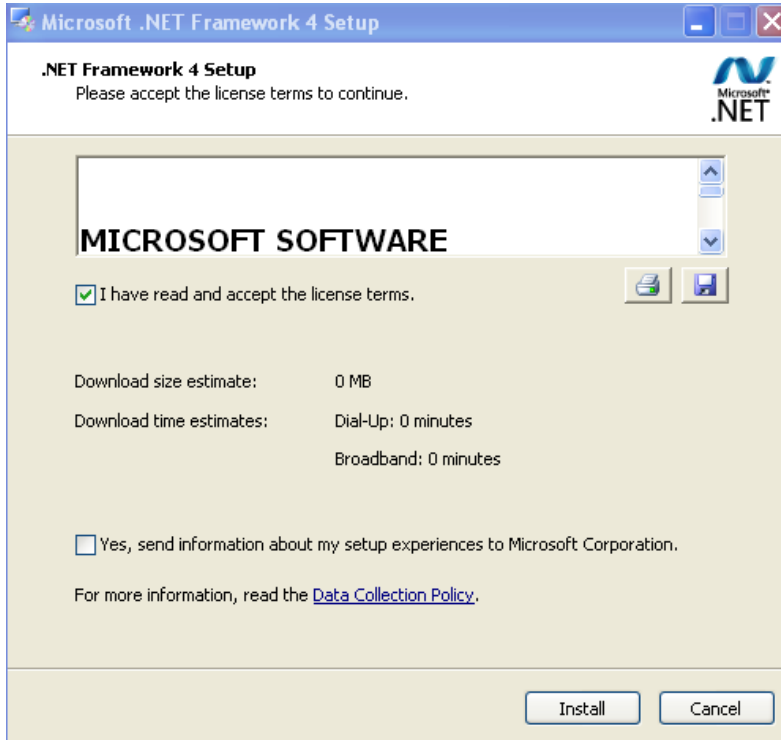 Microsoft .NET Framework 4 Setup
.NET Framework 4 Setup
Please accept the license terms to continue.
Microsoft®
.NET
MICROSOFT SOFTWARE
I have read and accept the license terms.
Download size estimate: 0 MB
Download time estimates: Dial-Up: 0 minutes
Broadband: 0 minutes
Yes, send information about my setup experiences to Microsoft Corporation.
For more information, read the Data Collection Policy.
Install Cancel